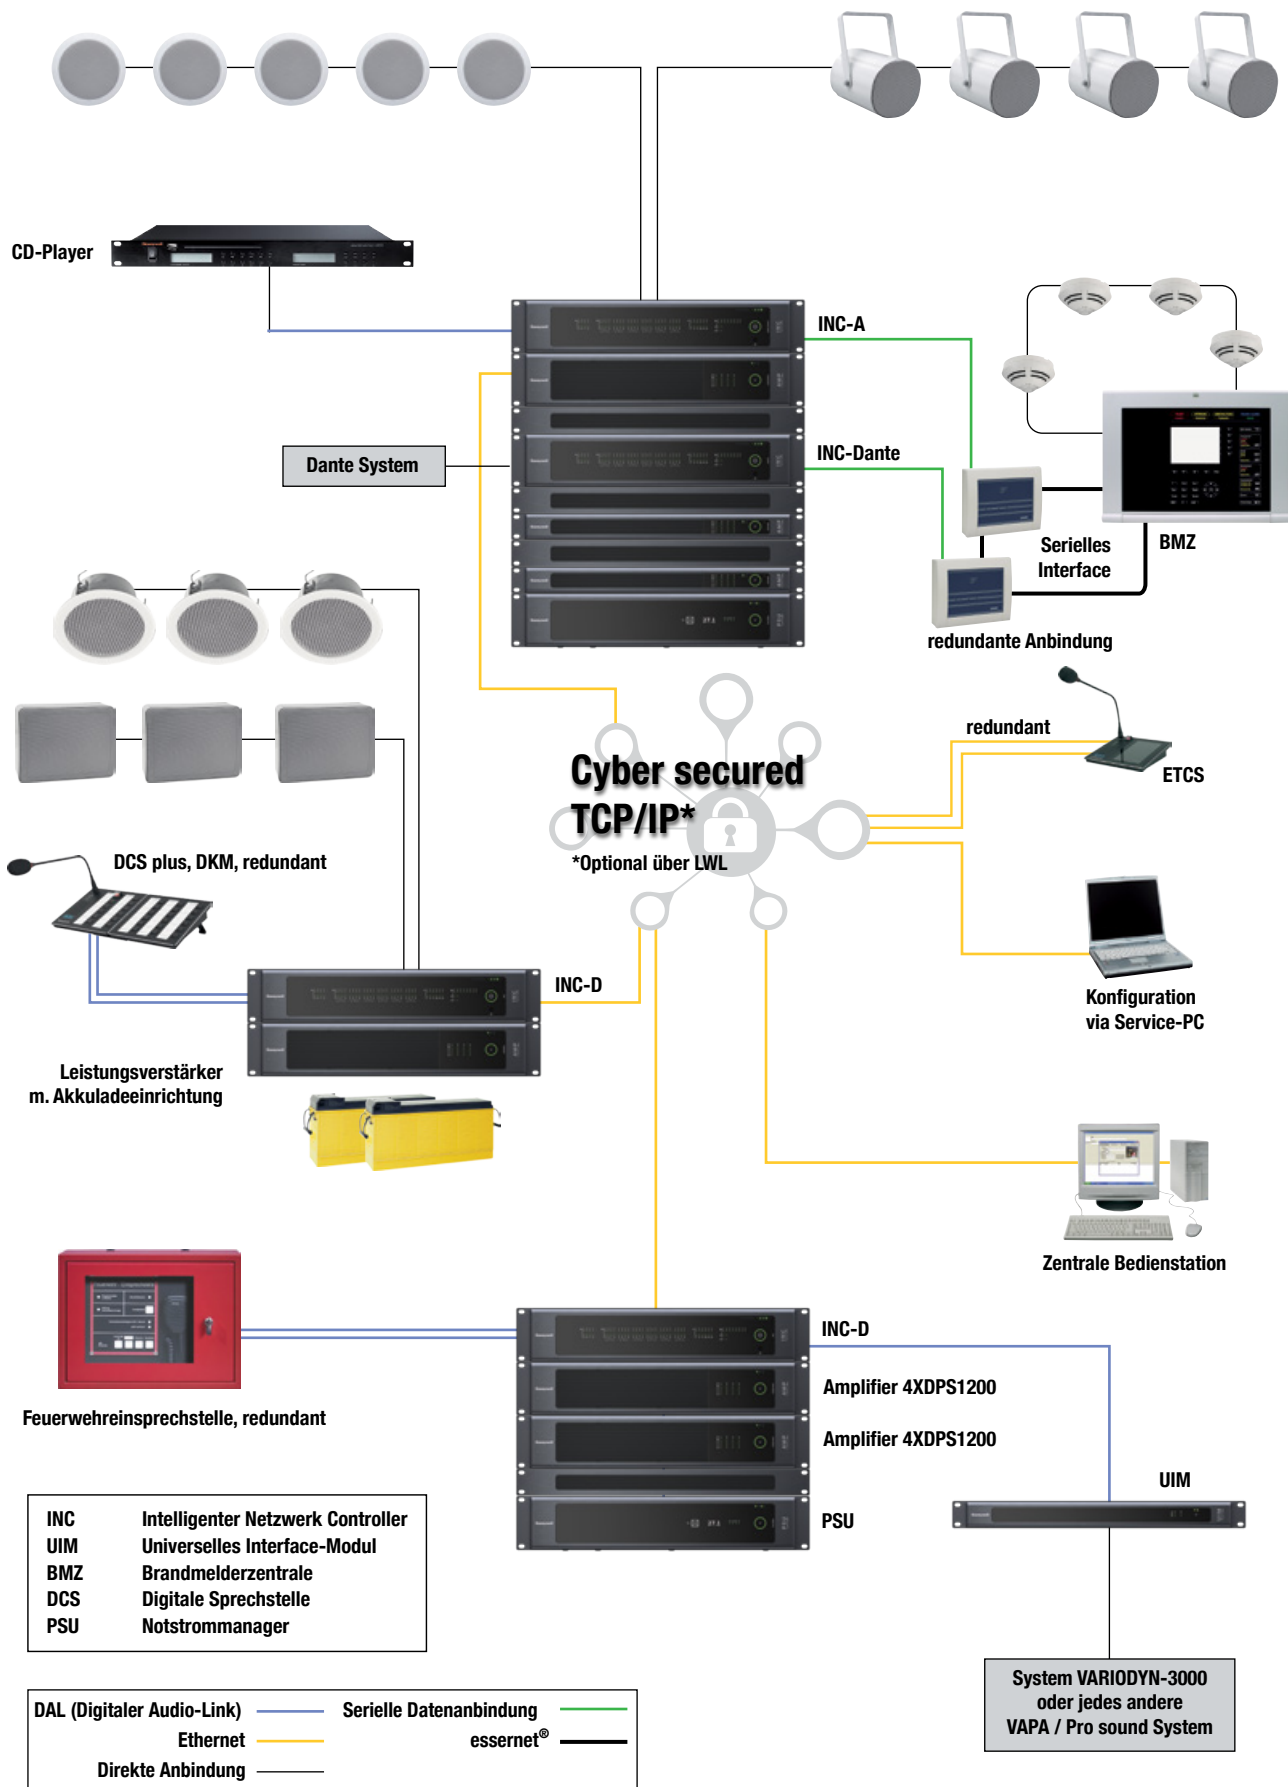 CD-Player
INC-A
INC-Dante
Dante System
Serielles
Interface
BMZ
redundante Anbindung
redundant
ETCS
Cyber secured
TCP/IP*
*Optional über LWL
DCS plus, DKM, redundant
INC-D
Konfiguration
via Service-PC
Leistungsverstärker
m. Akkuladeeinrichtung
Zentrale Bedienstation
INC-D
Amplifier 4XDPS1200
Feuerwehreinsprechstelle, redundant
Amplifier 4XDPS1200
UIM
PSU
INC Intelligenter Netzwerk Controller
UIM Universelles Interface-Modul
BMZ Brandmelderzentrale
DCS Digitale Sprechstelle
PSU Notstrommanager
System VARIODYN-3000
oder jedes andere
VAPA / Pro sound System
DAL (Digitaler Audio-Link) Serielle Datenanbindung
Ethernet essernet®
Direkte Anbindung